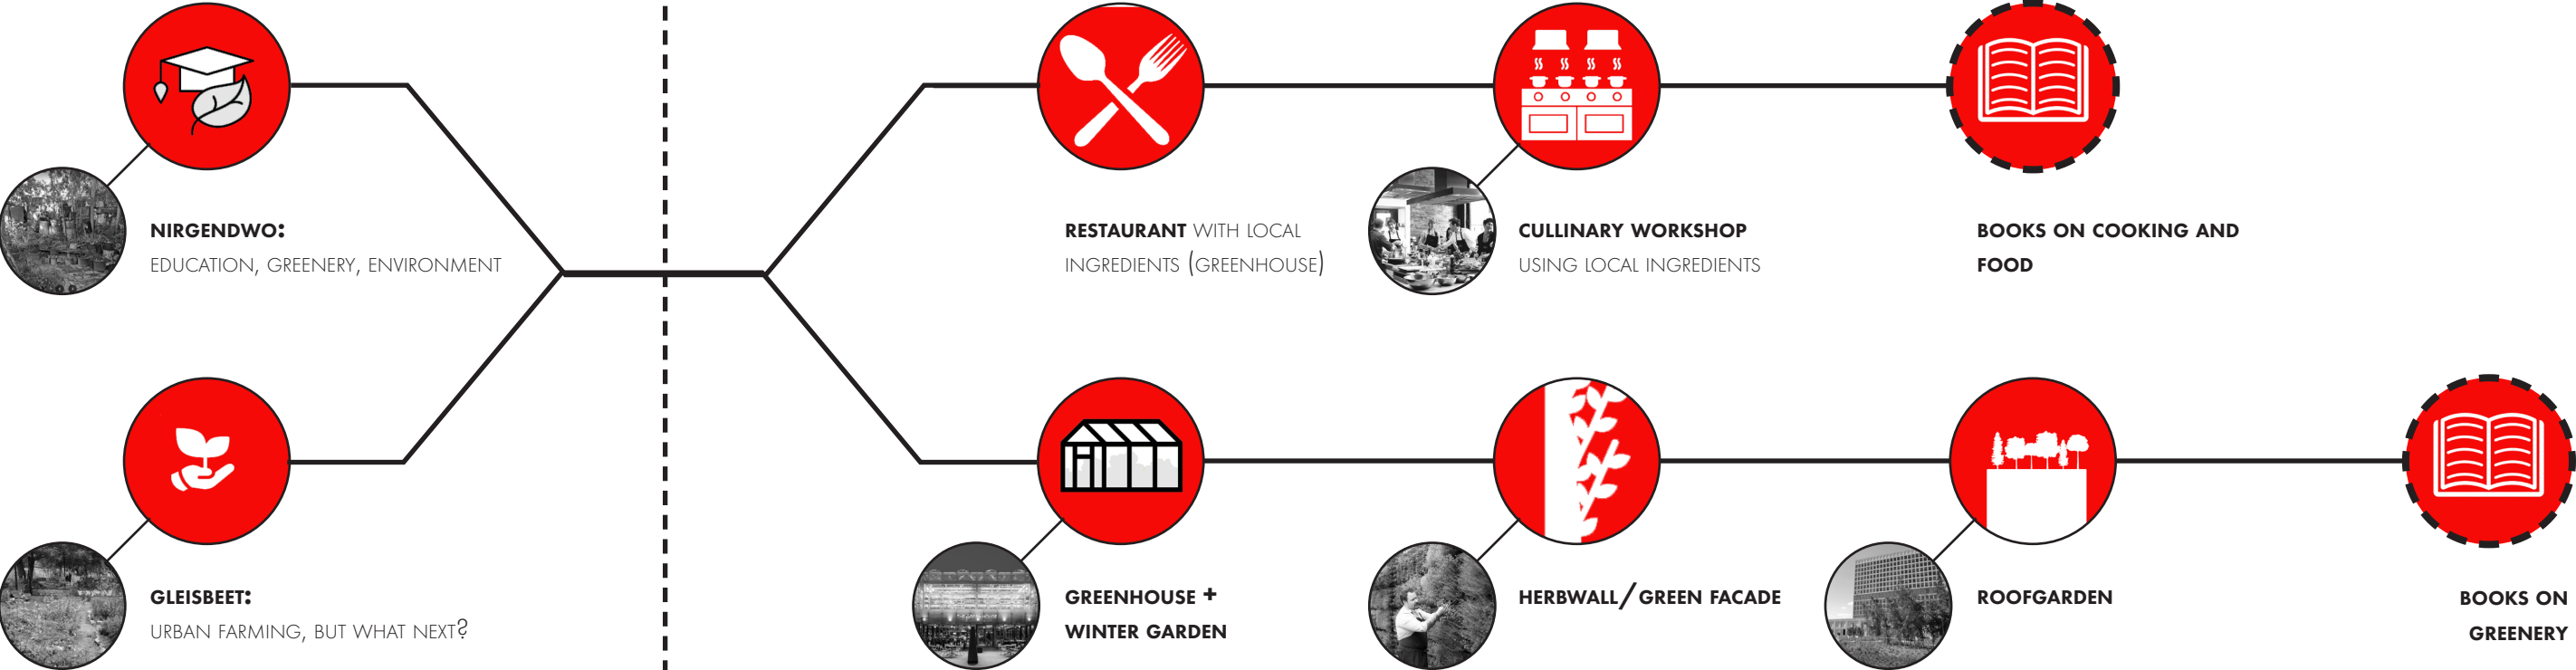 NIRGENDWO:
EDUCATION, GREENERY, ENVIRONMENT
RESTAURANT WITH LOCAL
INGREDIENTS (GREENHOUSE)
CULLINARY WORKSHOP
USING LOCAL INGREDIENTS
BOOKS ON COOKING AND
FOOD
GLEISBEET:
URBAN FARMING, BUT WHAT NEXT?
GREENHOUSE +
WINTER GARDEN
HERBWALL/GREEN FACADE
ROOFGARDEN
BOOKS ON
GREENERY